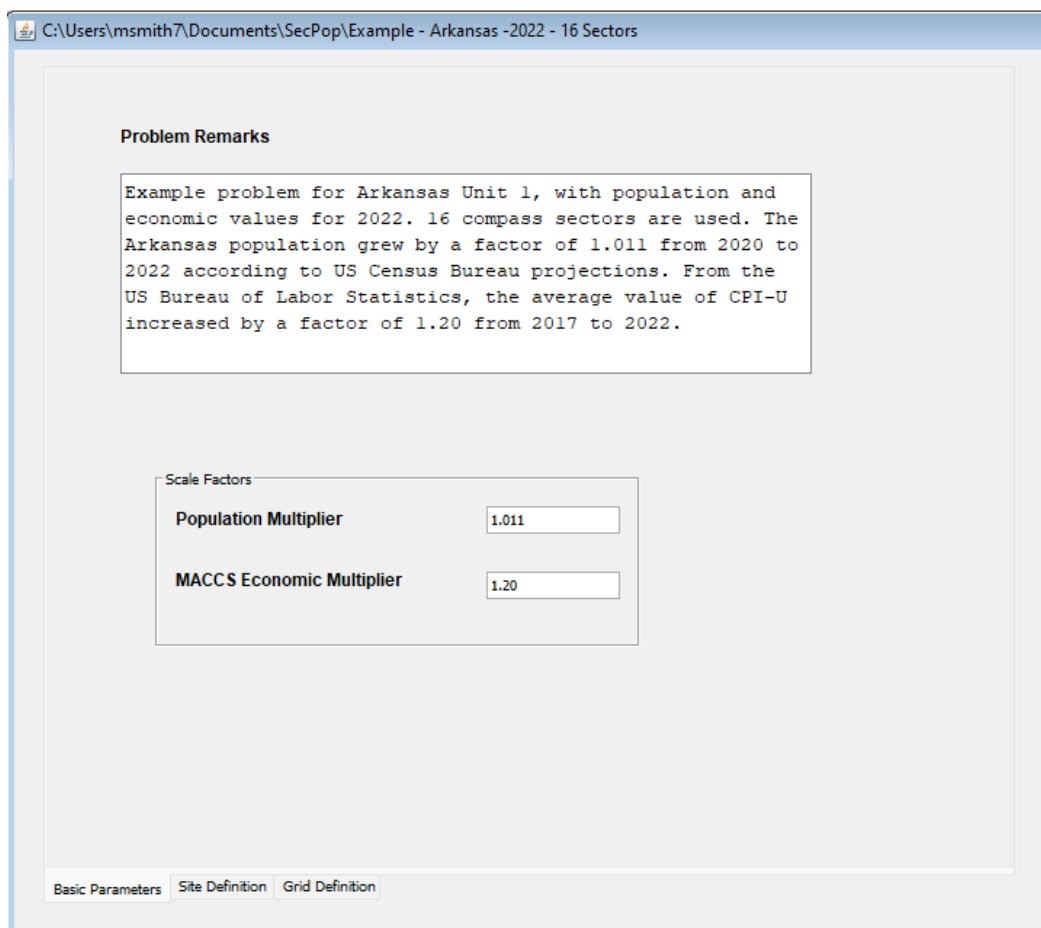 C:\Users\msmith7\Documents\SecPop\Example - Arkansas -2022 - 16 Sectors
Problem Remarks
Example problem for Arkansas Unit 1, with population and
economic values for 2022. 16 compass sectors are used. The
Arkansas population grew by a factor of 1.011 from 2020 to
2022 according to US Census Bureau projections. From the
US Bureau of Labor Statistics, the average value of CPI-U
increased by a factor of 1.20 from 2017 to 2022.
Scale Factors
Population Multiplier 1.011
MACCS Economic Multiplier 1.20
Basic Parameters Site Definition Grid Definition